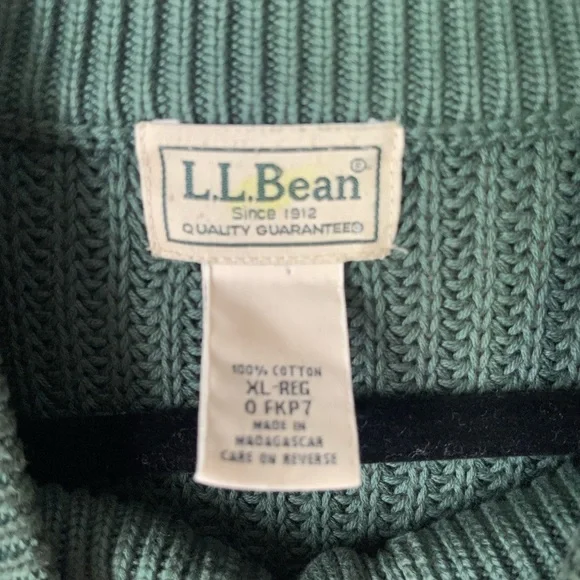 L.L.Bean®
Since 1912
QUALITY GUARANTEED
100% COTTON
XL-REG
0 FKP7
MADE IN
MADAGASCAR
CARE ON REVERSE